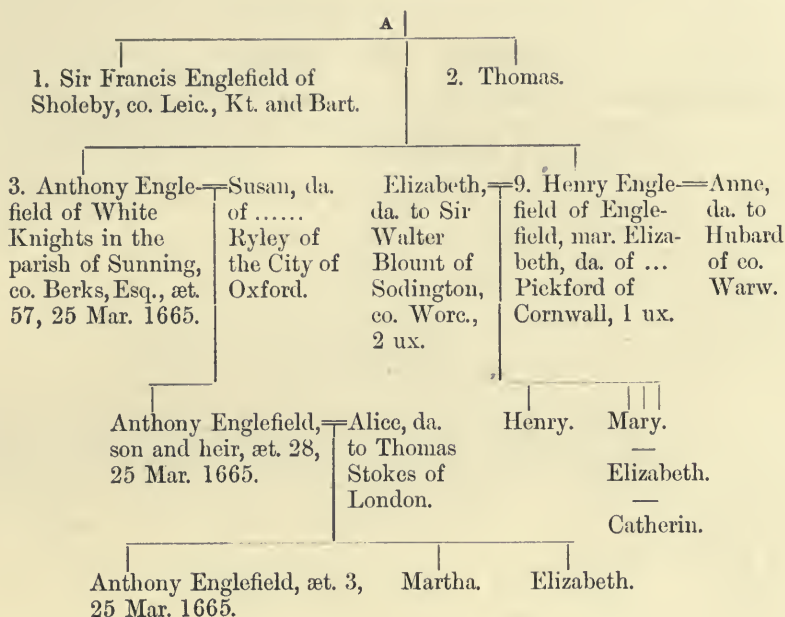 A
1. Sir Francis Englefield of
Sholeby, co. Leic., Kt. and Bart.
2. Thomas.
3. Anthony Engle-
field of White
Knights in the
parish of Sunning,
co. Berks, Esq., æt.
57, 25 Mar. 1665.
Susan, da.
of ......
Ryley of
the City of
Oxford.
Elizabeth,
da. to Sir
Walter
Blount of
Sodington,
co. Worc.,
2 ux.
9. Henry Engle-
field of Engle-
field, mar. Eliza-
beth, da. of ...
Pickford of
Cornwall, 1 ux.
Anne,
da. to
Hubard
of co.
Warw.
Anthony Englefield,
son and heir, æt. 28,
25 Mar. 1665.
Alice, da.
to Thomas
Stokes of
London.
Henry.
Mary.
—
Elizabeth.
—
Catherin.
Anthony Englefield, æt. 3,
25 Mar. 1665.
Martha.
Elizabeth.